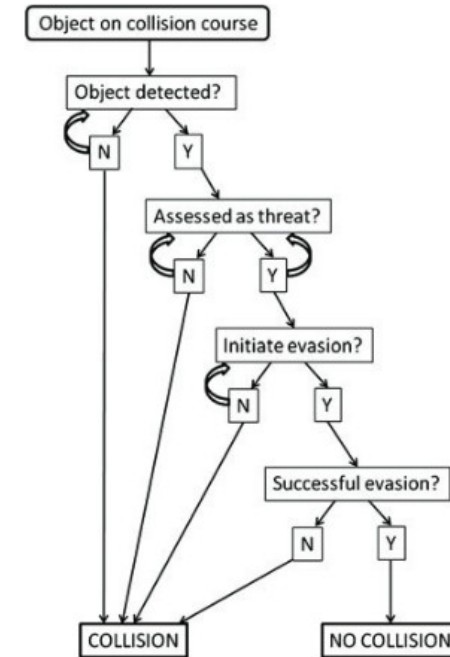 Object on collision course
Object detected?
N
Y
Assessed as threat?
N
Y
Initiate evasion?
N
Y
Successful evasion?
N
Y
COLLISION
NO COLLISION